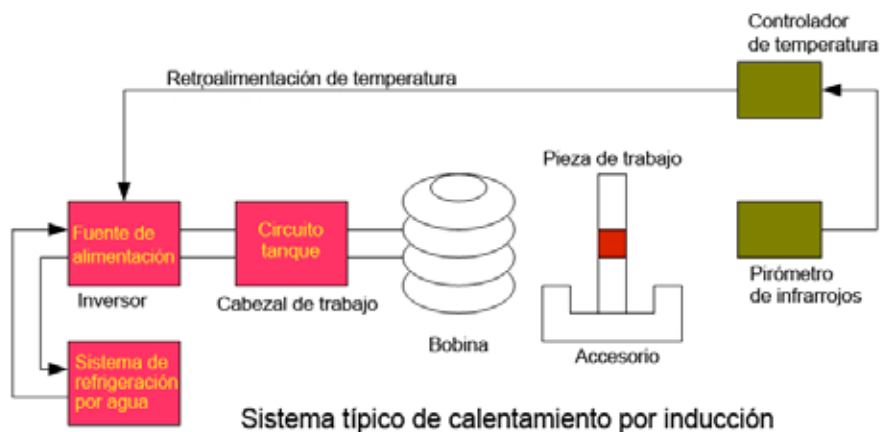 Controlador
de temperatura
Retroalimentación de temperatura
Pieza de trabajo
Fuente de
alimentación
Circuito
tanque
Inversor
Cabezal de trabajo
Pirómetro
de infrarrojos
Bobina
Accesorio
Sistema de
refrigeración
por agua
Sistema típico de calentamiento por inducción